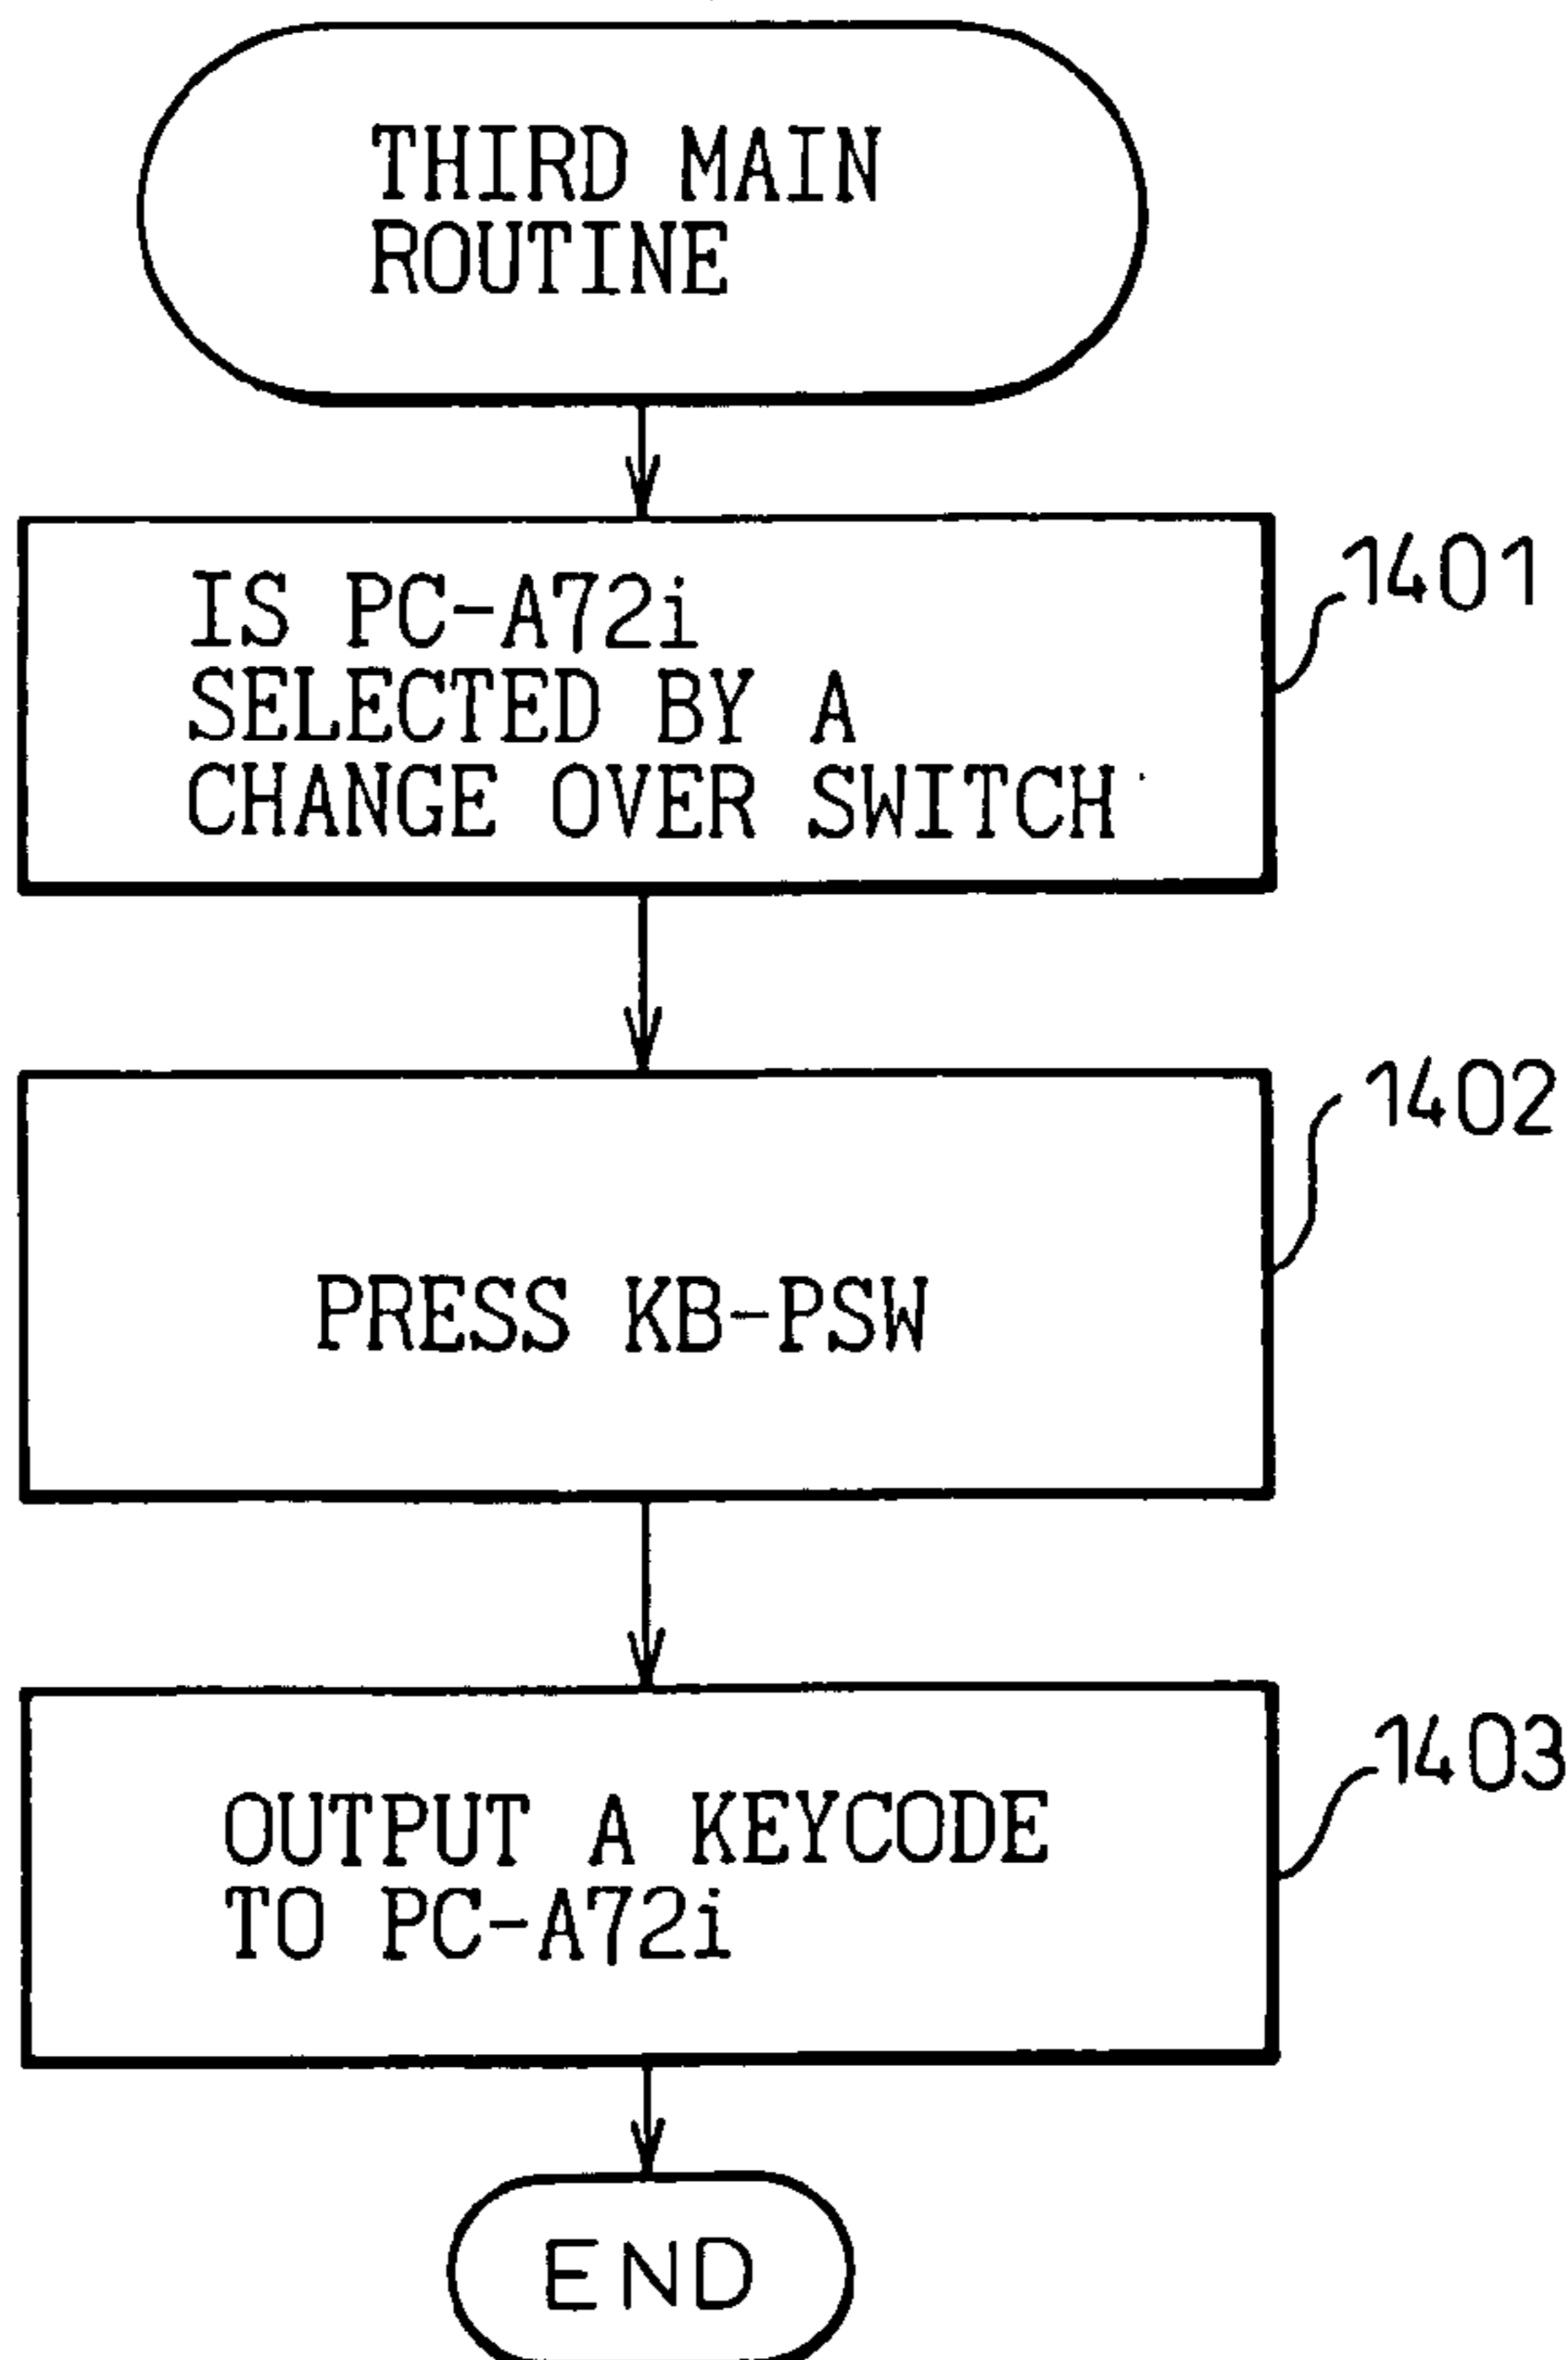 THIRD MAIN
ROUTINE
IS PC-A72i
SELECTED BY A
CHANGE OVER SWITCH
1401
PRESS KB-PSW
1402
OUTPUT A KEYCODE
TO PC-A72i
1403
END